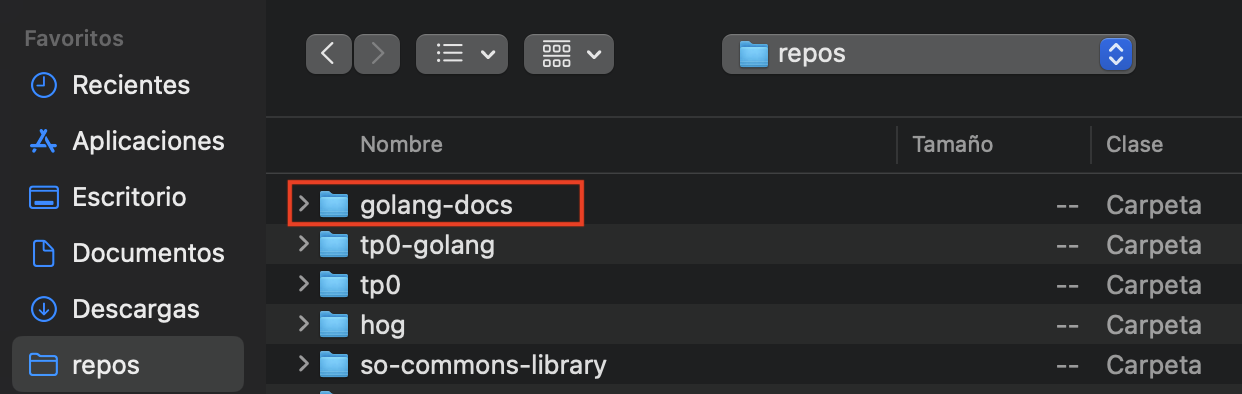 Favoritos
Recientes
Aplicaciones
Escritorio
Documentos
Descargas
repos
repos
Nombre Tamaño Clase
golang-docs -- Carpeta
tp0-golang -- Carpeta
tp0 -- Carpeta
hog -- Carpeta
so-commons-library -- Carpeta